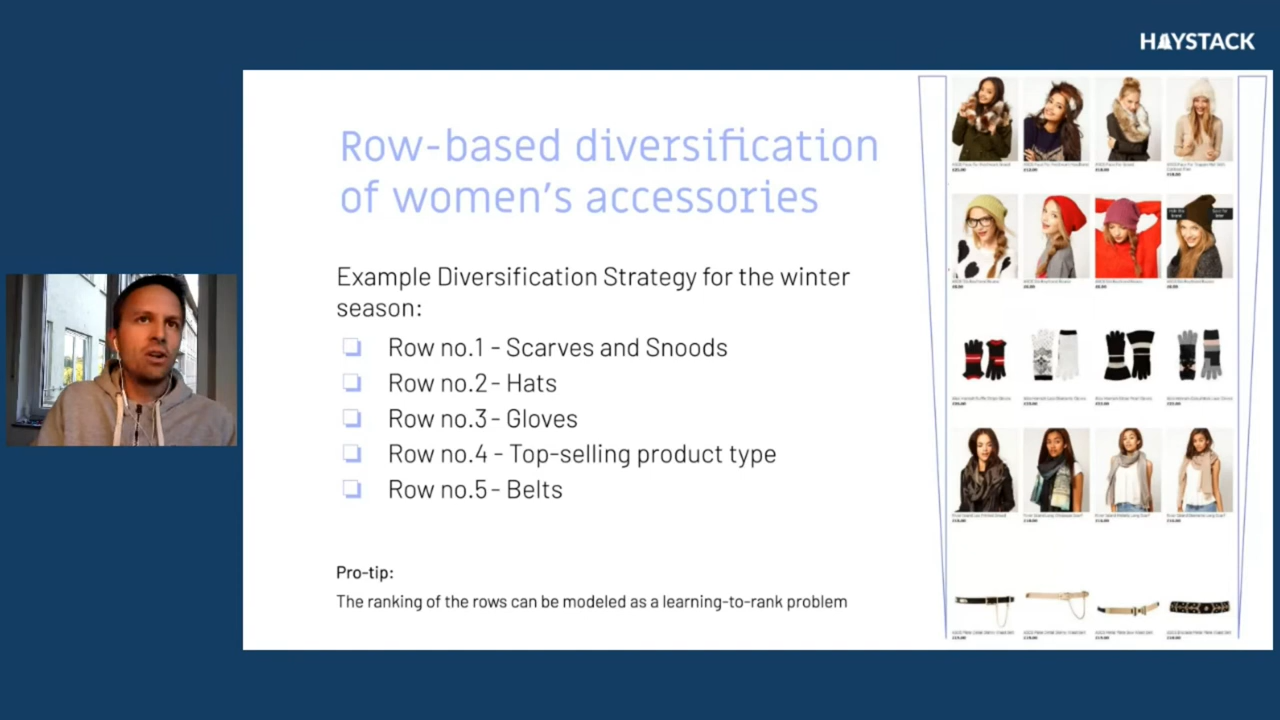 HAYSTACK
Row-based diversification
of women's accessories
Example Diversification Strategy for the winter
season:
Row no.1 - Scarves and Snoods
Row no.2 - Hats
Row no.3 - Gloves
Row no.4 - Top-selling product type
Row no.5 - Belts
Pro-tip:
The ranking of the rows can be modeled as a learning-to-rank problem